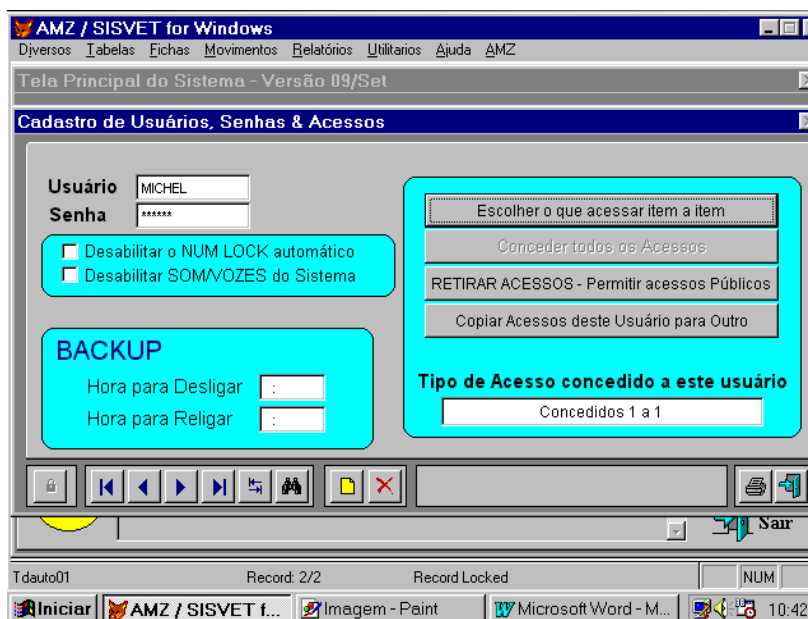 AMZ / SISVET for Windows
Diversos Tabelas Fichas Movimentos Relatórios Utilitarios Ajuda AMZ
Tela Principal do Sistema - Versão 09/Set
Cadastro de Usuários, Senhas & Acessos
Usuário MICHEL
Senha ******
Desabilitar o NUM LOCK automático
Desabilitar SOM/VOZES do Sistema
BACKUP
Hora para Desligar :
Hora para Religar :
Escolher o que acessar item a item
Conceder todos os Acessos
RETIRAR ACESSOS - Permitir acessos Públicos
Copiar Acessos deste Usuário para Outro
Tipo de Acesso concedido a este usuário
Concedidos 1 a 1
Sair
Tdauto01 Record: 2/2 Record Locked NUM
Iniciar AMZ / SISVET f... Imagem - Paint Microsoft Word - M... 10:42